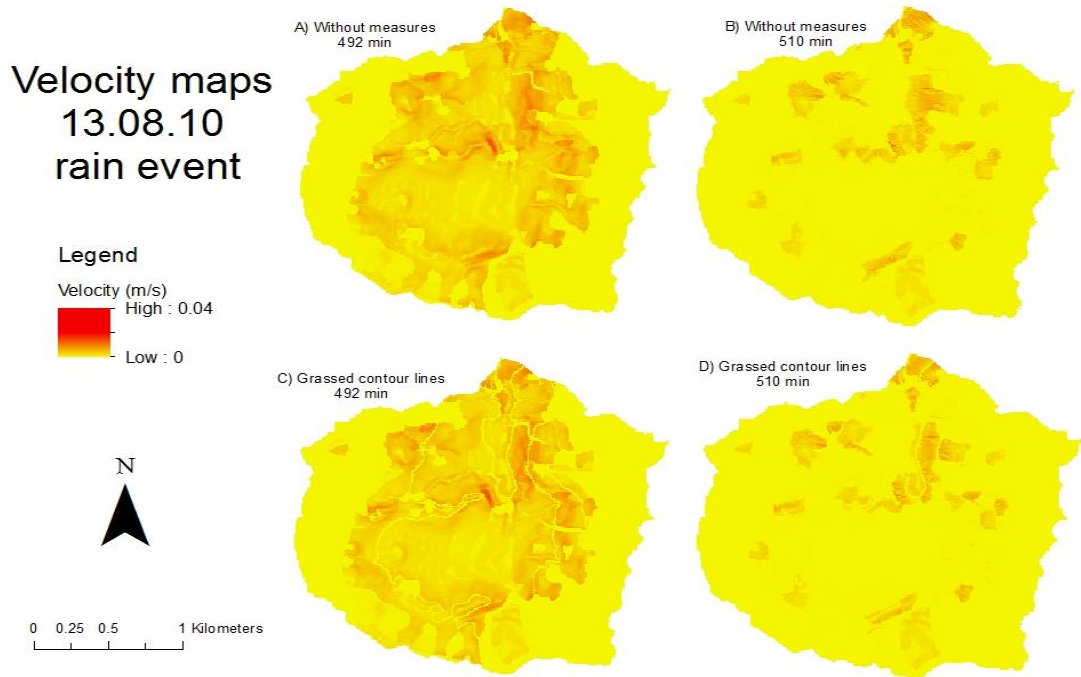 Velocity maps
13.08.10
rain event
Legend
Velocity (m/s)
High : 0.04
Low : 0
N
0 0.25 0.5 1 Kilometers
A) Without measures
492 min
B) Without measures
510 min
C) Grassed contour lines
492 min
D) Grassed contour lines
510 min